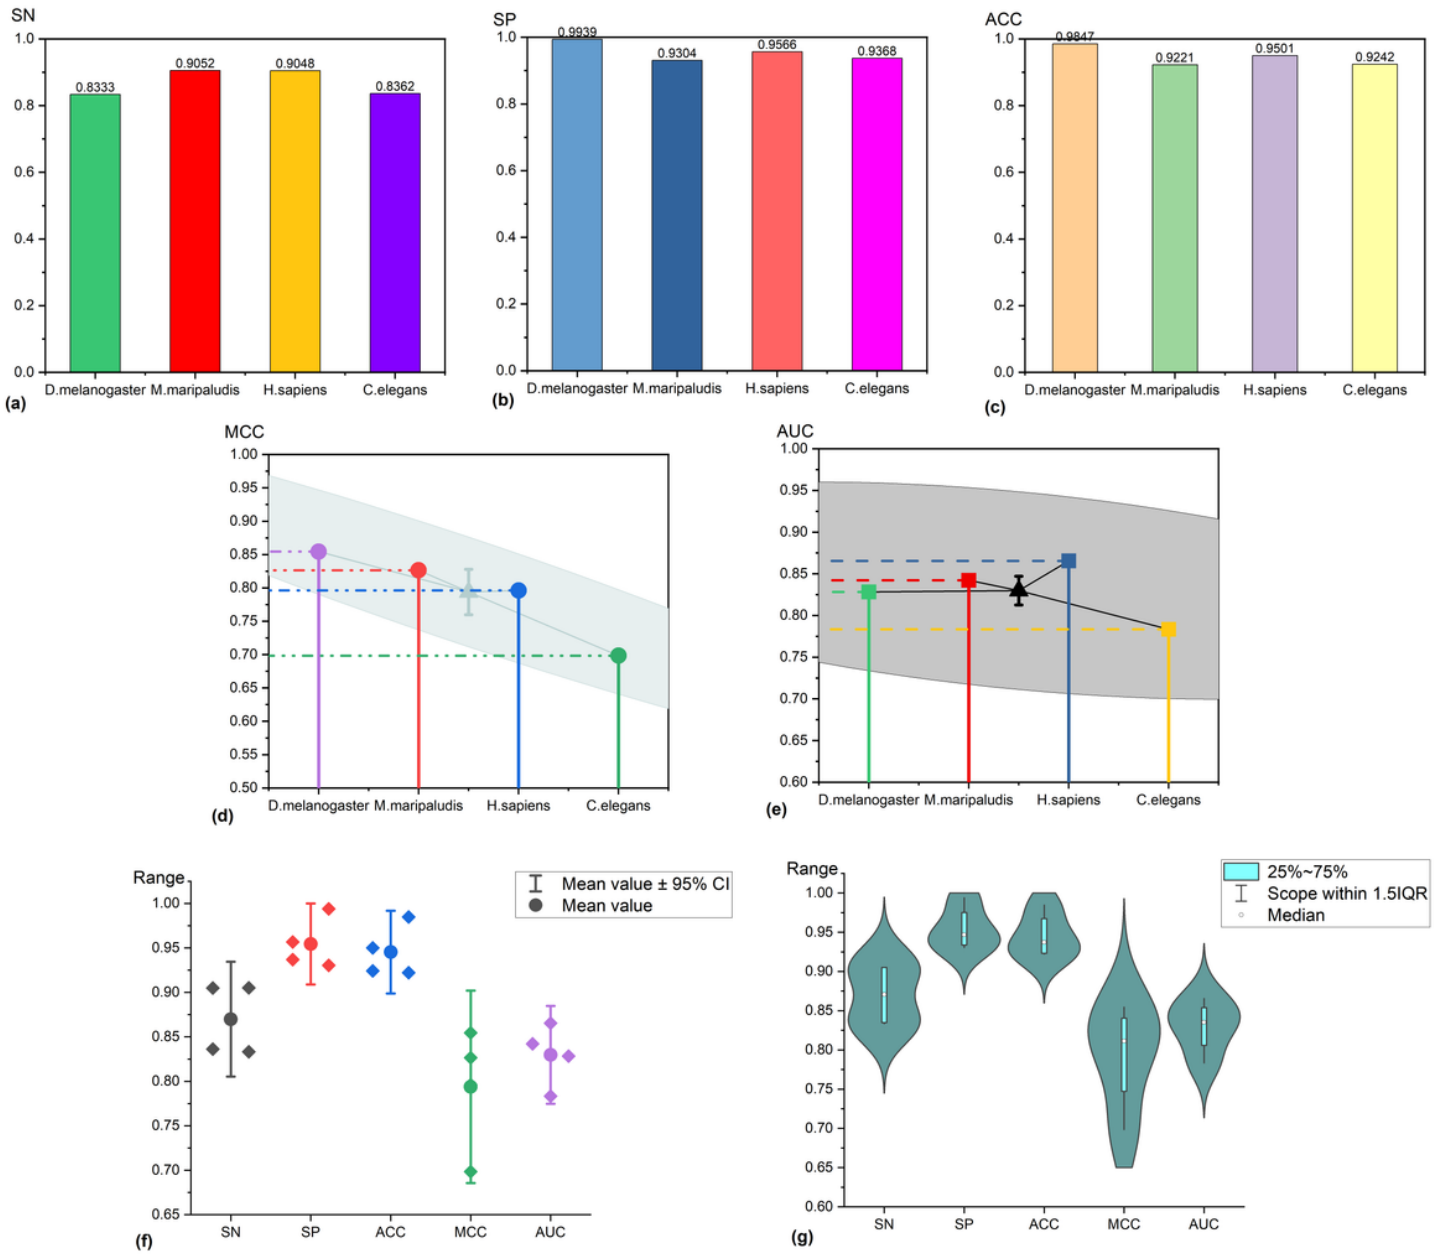 SN
1.0
0.8
0.6
0.4
0.2
0.0
0.8333
0.9052
0.9048
0.8362
D.melanogaster M.maripaludis H.sapiens C.elegans
(a)
SP
1.0
0.8
0.6
0.4
0.2
0.0
0.9939
0.9304
0.9566
0.9368
D.melanogaster M.maripaludis H.sapiens C.elegans
(b)
ACC
1.0
0.8
0.6
0.4
0.2
0.0
0.9847
0.9221
0.9501
0.9242
D.melanogaster M.maripaludis H.sapiens C.elegans
(c)
MCC
1.00
0.95
0.90
0.85
0.80
0.75
0.70
0.65
0.60
0.55
0.50
D.melanogaster M.maripaludis H.sapiens C.elegans
(d)
AUC
1.00
0.95
0.90
0.85
0.80
0.75
0.70
0.65
0.60
D.melanogaster M.maripaludis H.sapiens C.elegans
(e)
Range
1.00
0.95
0.90
0.85
0.80
0.75
0.70
0.65
Mean value ± 95% CI
Mean value
SN SP ACC MCC AUC
(f)
Range
1.00
0.95
0.90
0.85
0.80
0.75
0.70
0.65
0.60
25%~75%
Scope within 1.5IQR
Median
SN SP ACC MCC AUC
(g)